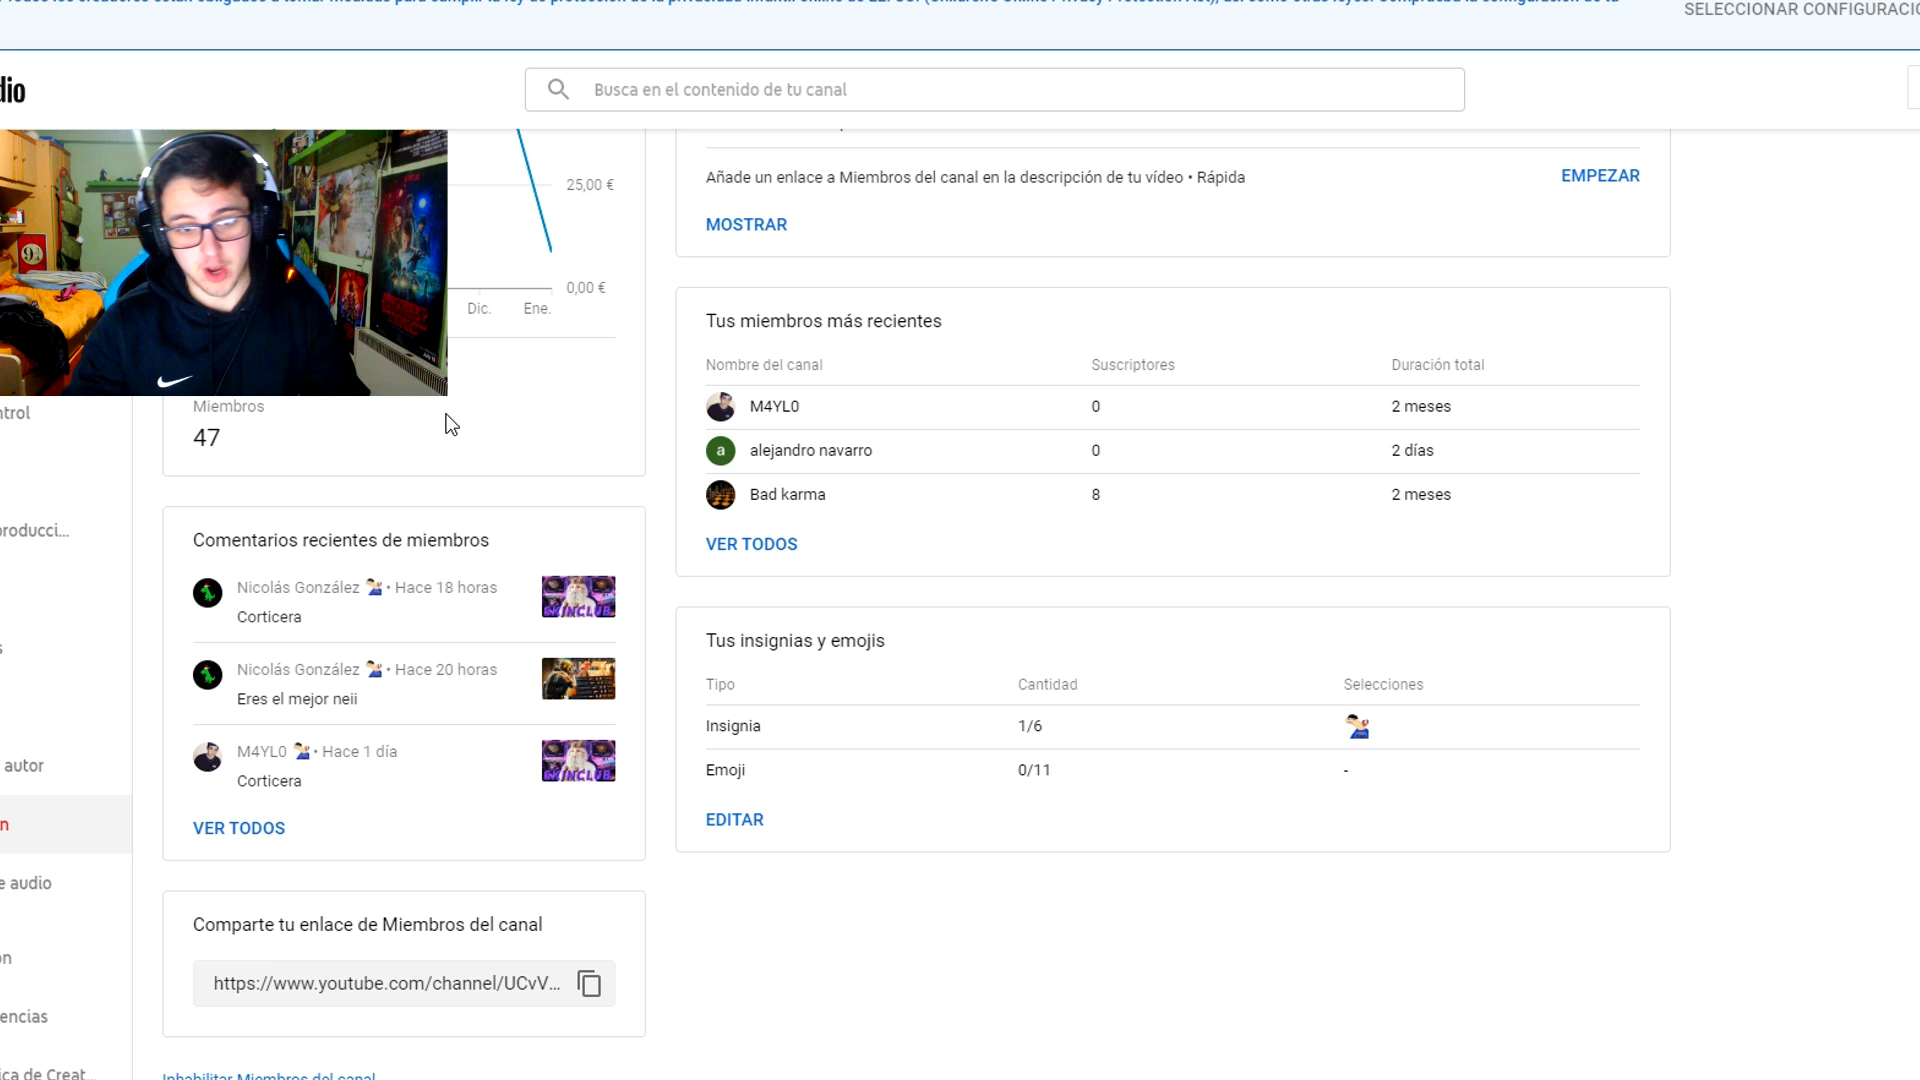 SELECCIONAR CONFIGURACIÓ
dio
Busca en el contenido de tu canal
25,00 €
0,00 €
Dic.
Ene.
Miembros
47
Añade un enlace a Miembros del canal en la descripción de tu vídeo • Rápida
EMPEZAR
MOSTRAR
Tus miembros más recientes
Nombre del canal Suscriptores Duración total
M4YL0 0 2 meses
a alejandro navarro 0 2 días
Bad karma 8 2 meses
VER TODOS
Comentarios recientes de miembros
Nicolás González • Hace 18 horas
Corticera
SKINCLUB
Nicolás González • Hace 20 horas
Eres el mejor neii
M4YL0 • Hace 1 día
Corticera
SKINCLUB
VER TODOS
Tus insignias y emojis
Tipo Cantidad Selecciones
Insignia 1/6
Emoji 0/11 -
EDITAR
Comparte tu enlace de Miembros del canal
https://www.youtube.com/channel/UCvV...
Inhabilitar Miembros del canal
ntrol
producci...
s
autor
n
e audio
ón
encias
ica de Creat...